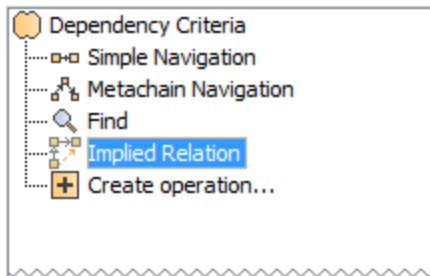 Dependency Criteria
Simple Navigation
Metachain Navigation
Find
Implied Relation
Create operation...